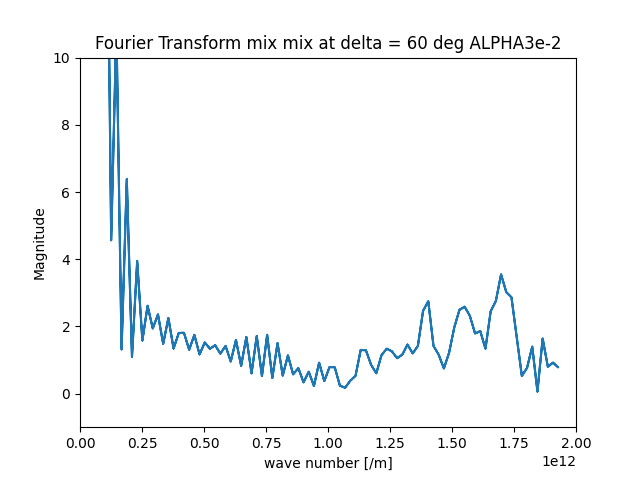 Fourier Transform mix mix at delta = 60 deg ALPHA3e-2
10
8
6
4
2
0
Magnitude
0.00 0.25 0.50 0.75 1.00 1.25 1.50 1.75 2.00
1e12
wave number [/m]